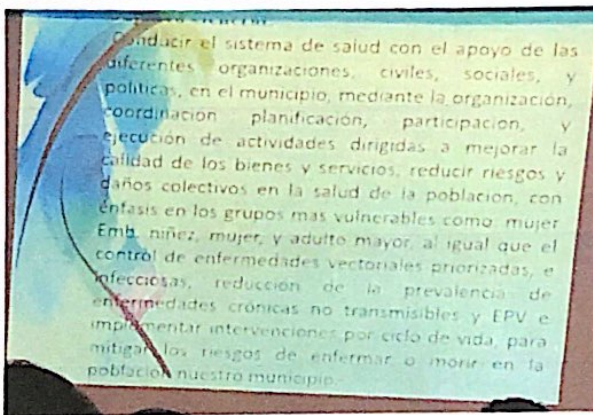 Conducir el sistema de salud con el apoyo de las
diferentes organizaciones, civiles, sociales, y
politicas, en el municipio, mediante la organización,
coordinación planificación, participacion, y
ejecución de actividades dirigidas a mejorar la
calidad de los bienes y servicios, reducir riesgos y
daños colectivos en la salud de la poblacion, con
énfasis en los grupos mas vulnerables como: mujer
Emb. niñez, mujer, y adulto mayor, al igual que el
control de enfermedades vectoriales priorizadas, e
infecciosas, reducción de la prevalencia de
enfermedades crónicas no transmisibles y EPV e
implementar intervenciones por ciclo de vida, para
mitigar los riesgos de enfermar o morir en la
población nuestro municipio.